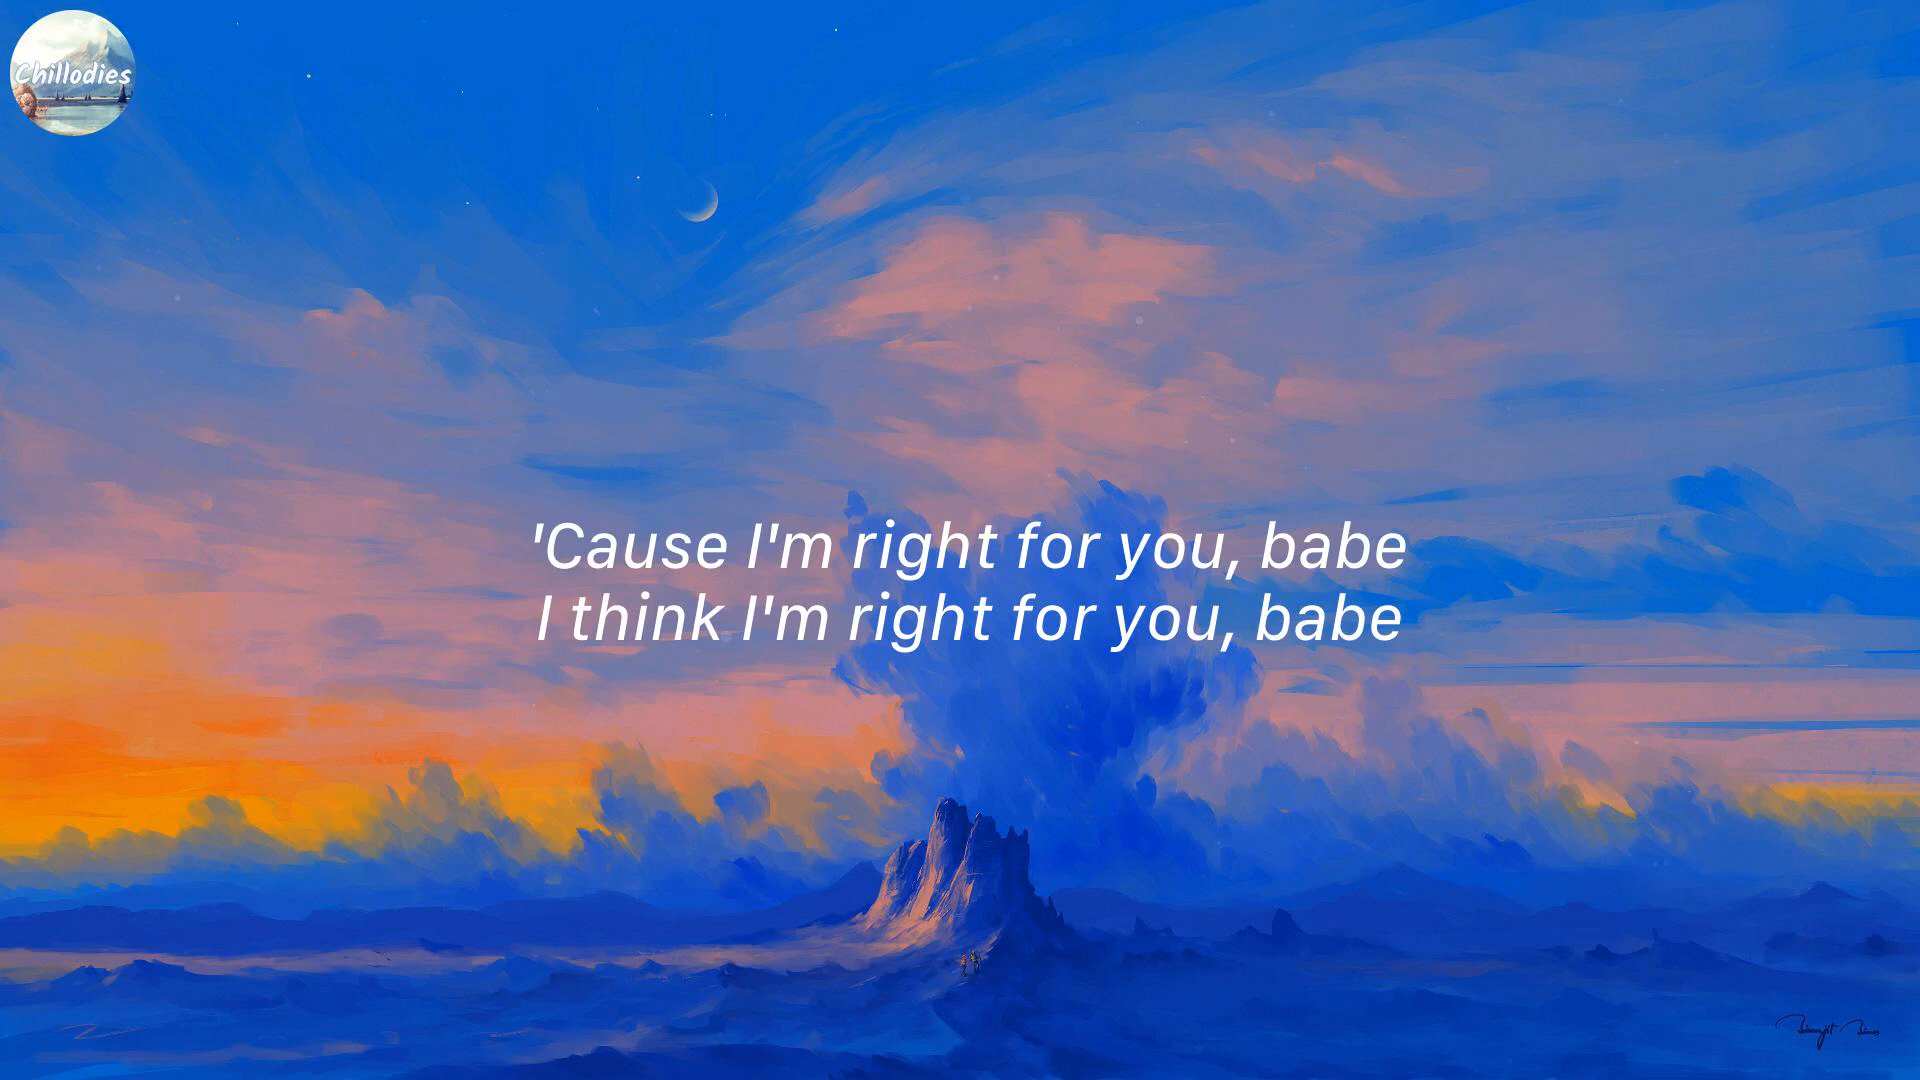 Chillodies
'Cause I'm right for you, babe
I think I'm right for you, babe